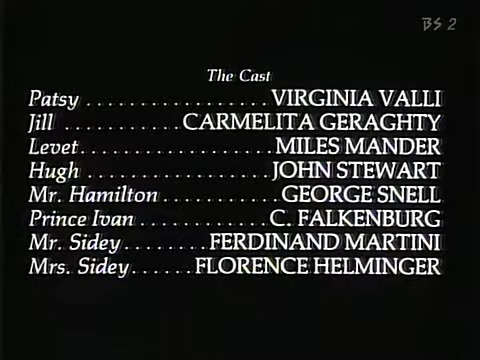 BS 2
The Cast
Patsy . . . . . . . . . . . . . . . . VIRGINIA VALLI
Jill . . . . . . . . . . CARMELITA GERAGHTY
Levet . . . . . . . . . . . . . . . . MILES MANDER
Hugh . . . . . . . . . . . . . . . . JOHN STEWART
Mr. Hamilton . . . . . . . . . . GEORGE SNELL
Prince Ivan . . . . . . . . . . . C. FALKENBURG
Mr. Sidey . . . . . . . . FERDINAND MARTINI
Mrs. Sidey . . . . . . FLORENCE HELMINGER